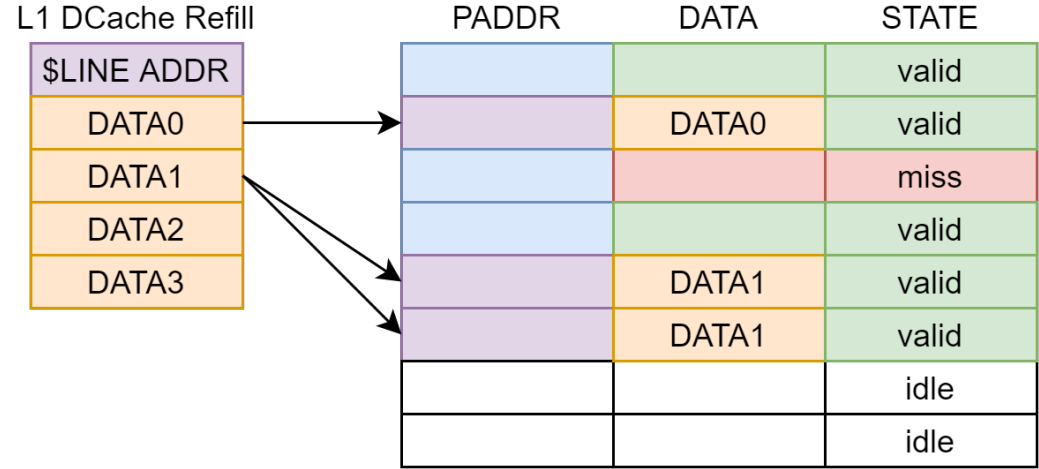 L1 DCache Refill
$LINE ADDR
DATA0
DATA1
DATA2
DATA3
PADDR DATA STATE
valid
DATA0 valid
miss
valid
DATA1 valid
DATA1 valid
idle
idle